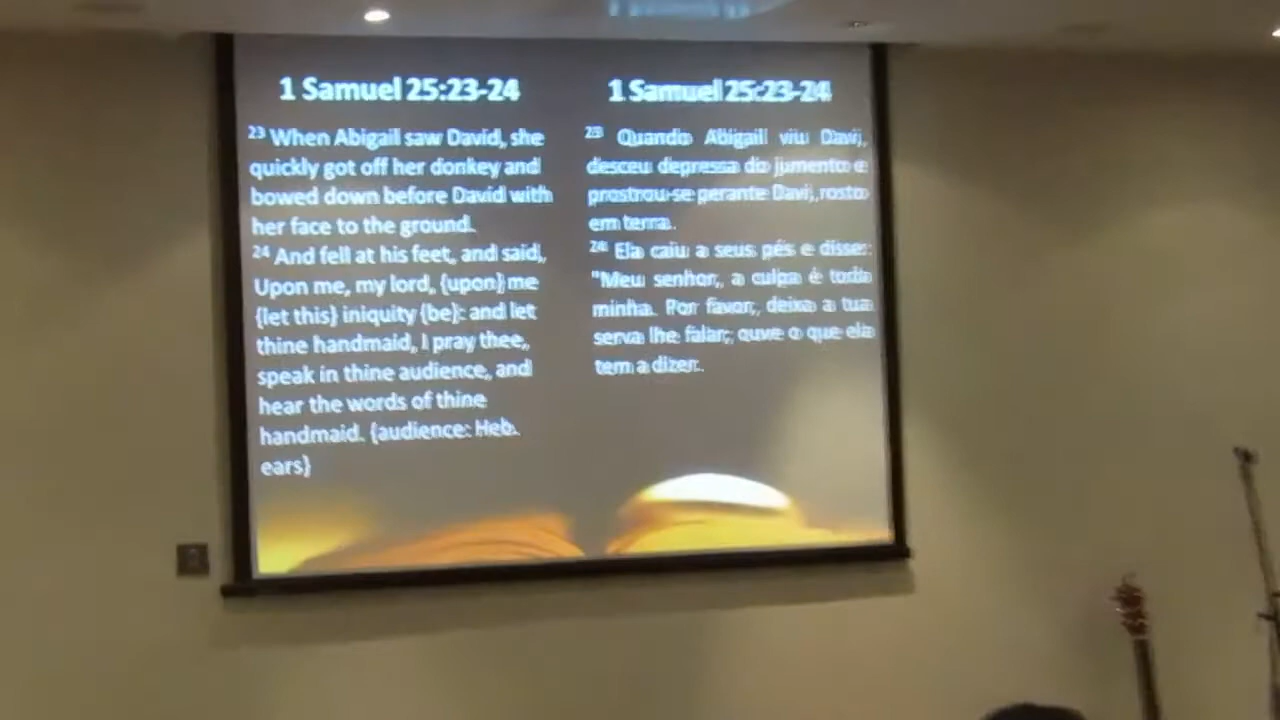 1 Samuel 25:23-24
23 When Abigail saw David, she
quickly got off her donkey and
bowed down before David with
her face to the ground.
24 And fell at his feet, and said,
Upon me, my lord, {upon} me
{let this} iniquity {be}: and let
thine handmaid, I pray thee,
speak in thine audience, and
hear the words of thine
handmaid. {audience: Heb.
ears}
1 Samuel 25:23-24
23 Quando Abigail viu Davi,
desceu depressa do jumento e
prostrou-se perante Davi, rosto
em terra.
24 Ela caiu a seus pés e disse:
"Meu senhor, a culpa é toda
minha. Por favor, deixa a tua
serva lhe falar; ouve o que ela
tem a dizer.